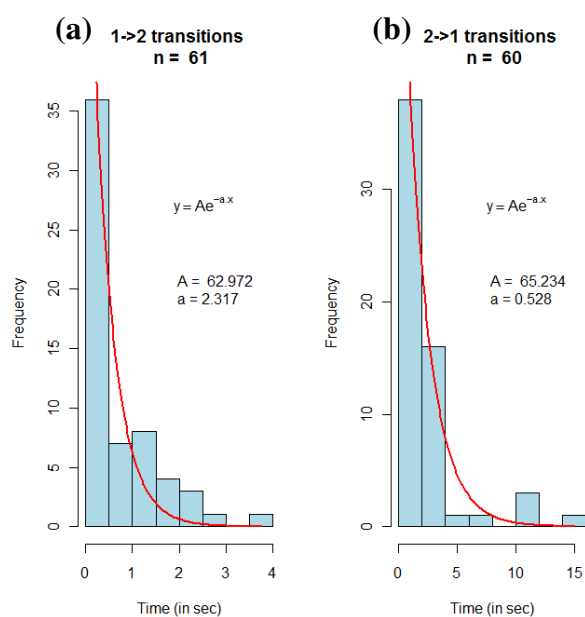 (a)
1->2 transitions
n = 61
Frequency
0
5
10
15
20
25
30
35
y = Ae^-a.x
A = 62.972
a = 2.317
0 1 2 3 4
Time (in sec)
(b)
2->1 transitions
n = 60
Frequency
0
10
20
30
y = Ae^-a.x
A = 65.234
a = 0.528
0 5 10 15
Time (in sec)